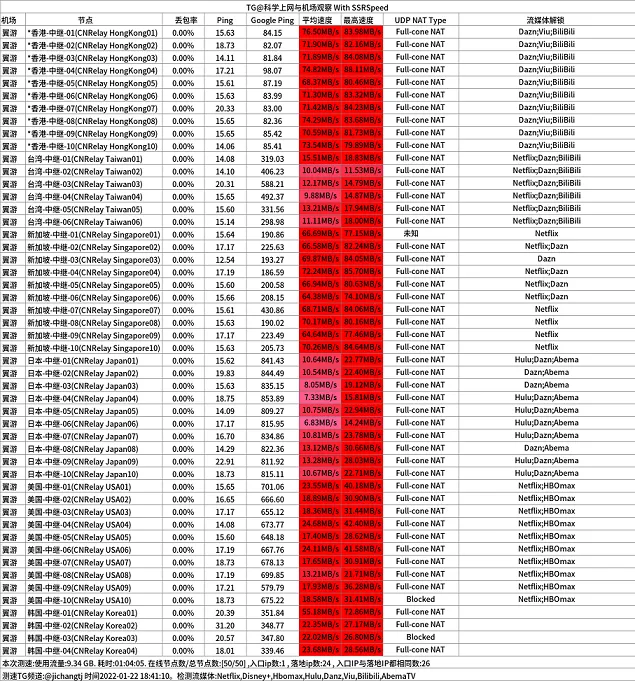 TG@科学上网与机场观察 With SSRSpeed
机场 节点 丢包率 Ping Google Ping 平均速度 最高速度 UDP NAT Type 流媒体解锁
翼游 *香港-中继-01(CNRelay HongKong01) 0.00% 15.63 84.15 76.50MB/s 83.98MB/s Full-cone NAT Dazn;Viu;BiliBili
翼游 *香港-中继-02(CNRelay HongKong02) 0.00% 18.73 82.07 71.00MB/s 82.16MB/s Full-cone NAT Dazn;Viu;BiliBili
翼游 *香港-中继-03(CNRelay HongKong03) 0.00% 14.11 81.84 71.89MB/s 84.08MB/s Full-cone NAT Dazn;Viu;BiliBili
翼游 *香港-中继-04(CNRelay HongKong04) 0.00% 17.21 98.07 74.82MB/s 88.11MB/s Full-cone NAT Dazn;Viu;BiliBili
翼游 *香港-中继-05(CNRelay HongKong05) 0.00% 15.61 87.19 68.37MB/s 80.46MB/s Full-cone NAT Dazn;Viu;BiliBili
翼游 *香港-中继-06(CNRelay HongKong06) 0.00% 15.63 83.99 71.30MB/s 83.32MB/s Full-cone NAT Dazn;Viu;BiliBili
翼游 *香港-中继-07(CNRelay HongKong07) 0.00% 20.33 83.00 71.42MB/s 84.23MB/s Full-cone NAT Dazn;Viu;BiliBili
翼游 *香港-中继-08(CNRelay HongKong08) 0.00% 15.65 82.36 74.29MB/s 83.68MB/s Full-cone NAT Dazn;Viu;BiliBili
翼游 *香港-中继-09(CNRelay HongKong09) 0.00% 15.65 85.42 70.59MB/s 81.73MB/s Full-cone NAT Dazn;Viu;BiliBili
翼游 *香港-中继-10(CNRelay HongKong10) 0.00% 14.06 85.41 73.54MB/s 79.89MB/s Full-cone NAT Dazn;Viu;BiliBili
翼游 台湾-中继-01(CNRelay Taiwan01) 0.00% 14.08 319.03 15.51MB/s 18.83MB/s Full-cone NAT Netflix;Dazn;BiliBili
翼游 台湾-中继-02(CNRelay Taiwan02) 0.00% 14.10 406.23 10.04MB/s 11.53MB/s Full-cone NAT Netflix;Dazn;BiliBili
翼游 台湾-中继-03(CNRelay Taiwan03) 0.00% 20.31 588.21 12.17MB/s 14.79MB/s Full-cone NAT Netflix;Dazn;BiliBili
翼游 台湾-中继-04(CNRelay Taiwan04) 0.00% 15.65 492.37 9.88MB/s 14.87MB/s Full-cone NAT Netflix;Dazn;BiliBili
翼游 台湾-中继-05(CNRelay Taiwan05) 0.00% 15.60 331.56 13.21MB/s 17.94MB/s Full-cone NAT Netflix;Dazn;BiliBili
翼游 台湾-中继-06(CNRelay Taiwan06) 0.00% 15.14 298.98 11.11MB/s 18.00MB/s Full-cone NAT Netflix;Dazn;BiliBili
翼游 新加坡-中继-01(CNRelay Singapore01) 0.00% 15.64 190.86 66.69MB/s 77.15MB/s 未知 Netflix
翼游 新加坡-中继-02(CNRelay Singapore02) 0.00% 17.17 225.63 66.58MB/s 82.24MB/s Full-cone NAT Netflix;Dazn
翼游 新加坡-中继-03(CNRelay Singapore03) 0.00% 12.54 193.27 69.87MB/s 84.05MB/s Full-cone NAT Dazn
翼游 新加坡-中继-04(CNRelay Singapore04) 0.00% 17.19 186.59 72.24MB/s 85.70MB/s Full-cone NAT Netflix;Dazn
翼游 新加坡-中继-05(CNRelay Singapore05) 0.00% 15.60 200.58 66.94MB/s 80.63MB/s Full-cone NAT Netflix;Dazn
翼游 新加坡-中继-06(CNRelay Singapore06) 0.00% 15.66 208.15 64.38MB/s 74.10MB/s Full-cone NAT Netflix;Dazn
翼游 新加坡-中继-07(CNRelay Singapore07) 0.00% 15.61 430.86 68.71MB/s 84.06MB/s Full-cone NAT Netflix
翼游 新加坡-中继-08(CNRelay Singapore08) 0.00% 15.63 190.02 70.17MB/s 80.16MB/s Full-cone NAT Netflix
翼游 新加坡-中继-09(CNRelay Singapore09) 0.00% 17.17 223.49 64.64MB/s 77.46MB/s Full-cone NAT Netflix
翼游 新加坡-中继-10(CNRelay Singapore10) 0.00% 15.63 205.73 70.26MB/s 84.64MB/s Full-cone NAT Netflix
翼游 日本-中继-01(CNRelay Japan01) 0.00% 15.62 841.43 10.64MB/s 22.77MB/s Full-cone NAT Hulu;Dazn;Abema
翼游 日本-中继-02(CNRelay Japan02) 0.00% 19.83 844.49 10.54MB/s 22.40MB/s Full-cone NAT Dazn;Abema
翼游 日本-中继-03(CNRelay Japan03) 0.00% 15.63 835.15 8.05MB/s 18.12MB/s Full-cone NAT Dazn;Abema
翼游 日本-中继-04(CNRelay Japan04) 0.00% 18.75 853.89 7.33MB/s 15.81MB/s Full-cone NAT Hulu;Dazn;Abema
翼游 日本-中继-05(CNRelay Japan05) 0.00% 14.09 809.27 10.75MB/s 22.94MB/s Full-cone NAT Hulu;Dazn;Abema
翼游 日本-中继-06(CNRelay Japan06) 0.00% 17.17 815.95 6.83MB/s 14.24MB/s Full-cone NAT Hulu;Dazn;Abema
翼游 日本-中继-07(CNRelay Japan07) 0.00% 16.70 834.86 10.81MB/s 23.78MB/s Full-cone NAT Hulu;Dazn;Abema
翼游 日本-中继-08(CNRelay Japan08) 0.00% 14.29 822.36 13.12MB/s 30.66MB/s Full-cone NAT Dazn;Abema
翼游 日本-中继-09(CNRelay Japan09) 0.00% 22.91 811.92 13.28MB/s 28.03MB/s Full-cone NAT Hulu;Dazn;Abema
翼游 日本-中继-10(CNRelay Japan10) 0.00% 18.73 815.11 10.67MB/s 22.71MB/s Full-cone NAT Hulu;Dazn;Abema
翼游 美国-中继-01(CNRelay USA01) 0.00% 15.65 701.06 23.55MB/s 40.18MB/s Full-cone NAT Netflix;HBOmax
翼游 美国-中继-02(CNRelay USA02) 0.00% 16.65 666.60 18.89MB/s 30.90MB/s Full-cone NAT Netflix;HBOmax
翼游 美国-中继-03(CNRelay USA03) 0.00% 17.17 655.12 18.36MB/s 31.44MB/s Full-cone NAT Netflix;HBOmax
翼游 美国-中继-04(CNRelay USA04) 0.00% 14.08 673.77 24.68MB/s 42.40MB/s Full-cone NAT Netflix;HBOmax
翼游 美国-中继-05(CNRelay USA05) 0.00% 15.60 648.18 17.40MB/s 28.62MB/s Full-cone NAT Netflix;HBOmax
翼游 美国-中继-06(CNRelay USA06) 0.00% 17.19 667.76 24.11MB/s 41.58MB/s Full-cone NAT Netflix;HBOmax
翼游 美国-中继-07(CNRelay USA07) 0.00% 18.73 678.13 17.65MB/s 30.91MB/s Full-cone NAT Netflix;HBOmax
翼游 美国-中继-08(CNRelay USA08) 0.00% 17.19 699.85 13.21MB/s 21.71MB/s Full-cone NAT Netflix;HBOmax
翼游 美国-中继-09(CNRelay USA09) 0.00% 17.21 579.79 17.93MB/s 36.28MB/s Full-cone NAT Netflix;HBOmax
翼游 美国-中继-10(CNRelay USA10) 0.00% 18.73 675.22 18.58MB/s 31.41MB/s Blocked Netflix;HBOmax
翼游 韩国-中继-01(CNRelay Korea01) 0.00% 20.39 351.84 55.18MB/s 72.86MB/s Full-cone NAT
翼游 韩国-中继-02(CNRelay Korea02) 0.00% 31.20 348.77 21.35MB/s 27.17MB/s Full-cone NAT
翼游 韩国-中继-03(CNRelay Korea03) 0.00% 20.57 347.80 22.02MB/s 26.80MB/s Blocked
翼游 韩国-中继-04(CNRelay Korea04) 0.00% 18.01 339.46 23.68MB/s 28.56MB/s Full-cone NAT
本次测速:使用流量:9.34 GB. 耗时:01:04:05. 在线节点数/总节点数:[50/50] ,入口ip数:1 , 落地ip数:24 , 入口IP与落地IP都相同数:26
测速TG频道:@jichangtj 时间2022-01-22 18:41:10。检测流媒体:Netflix,Disney+,Hbomax,Hulu,Danz,Viu,Bilibili,AbemaTV